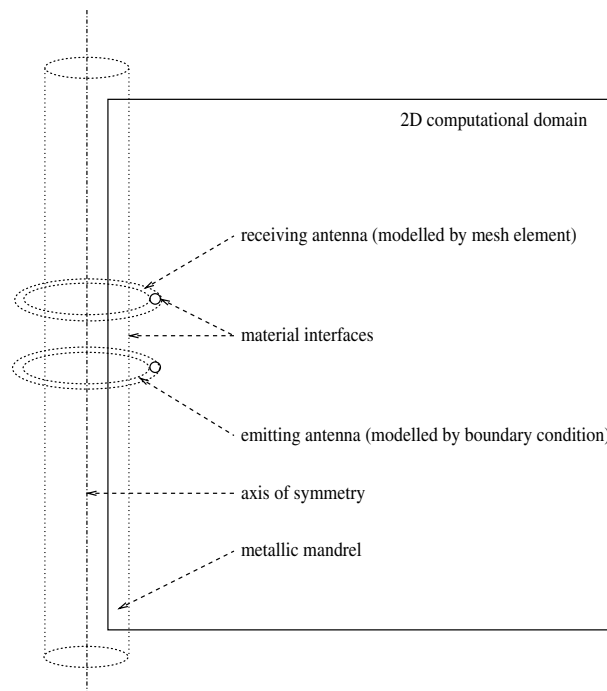 2D computational domain
receiving antenna (modelled by mesh element)
material interfaces
emitting antenna (modelled by boundary condition)
axis of symmetry
metallic mandrel